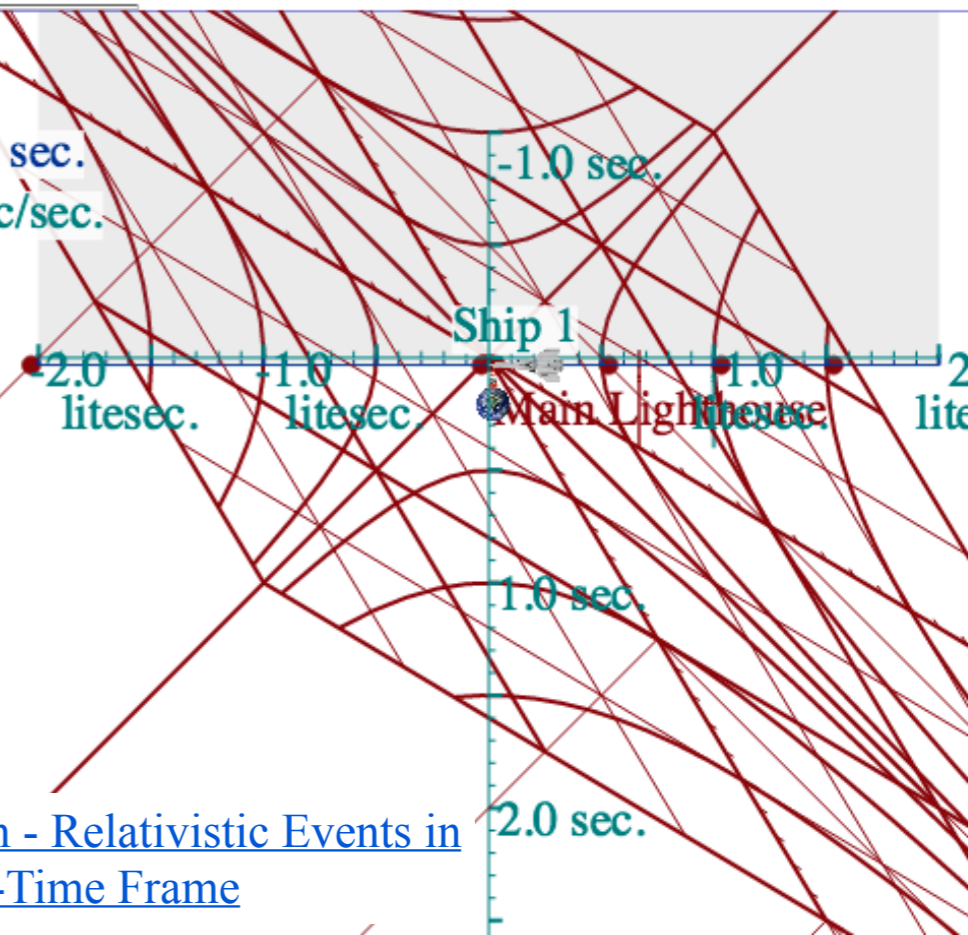 sec.
c/sec.
-1.0 sec.
Ship 1
-2.0
litesec.
-1.0
litesec.
Main Lighthouse
1.0
litesec.
2
lite
1.0 sec.
2.0 sec.
n - Relativistic Events in
-Time Frame